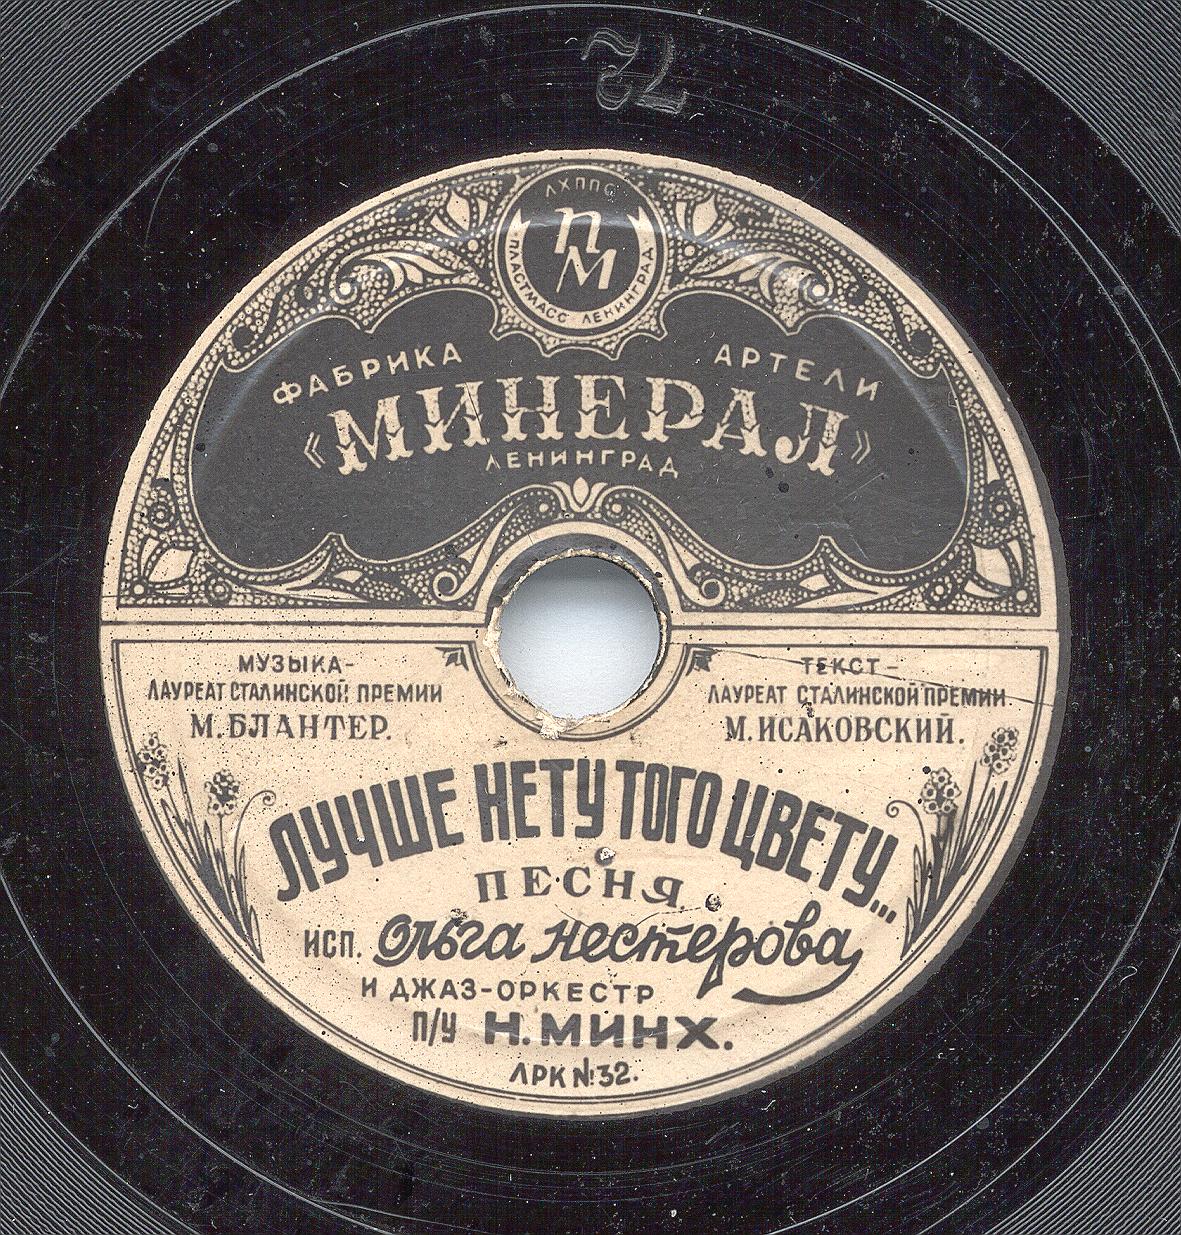 72
ЛХППС
ПМ
ПЛАСТМАСС ЛЕНИНГРАД
ФАБРИКА АРТЕЛИ
«МИНЕРАЛ»
ЛЕНИНГРАД
МУЗЫКА-
ЛАУРЕАТ СТАЛИНСКОЙ ПРЕМИИ
М.БЛАНТЕР.
ТЕКСТ-
ЛАУРЕАТ СТАЛИНСКОЙ ПРЕМИИ
М.ИСАКОВСКИЙ.
ЛУЧШЕ НЕТУ ТОГО ЦВЕТУ...
ПЕСНЯ
ИСП. Ольга Нестерова
И ДЖАЗ-ОРКЕСТР
П/У Н.МИНХ.
ЛРК №32.